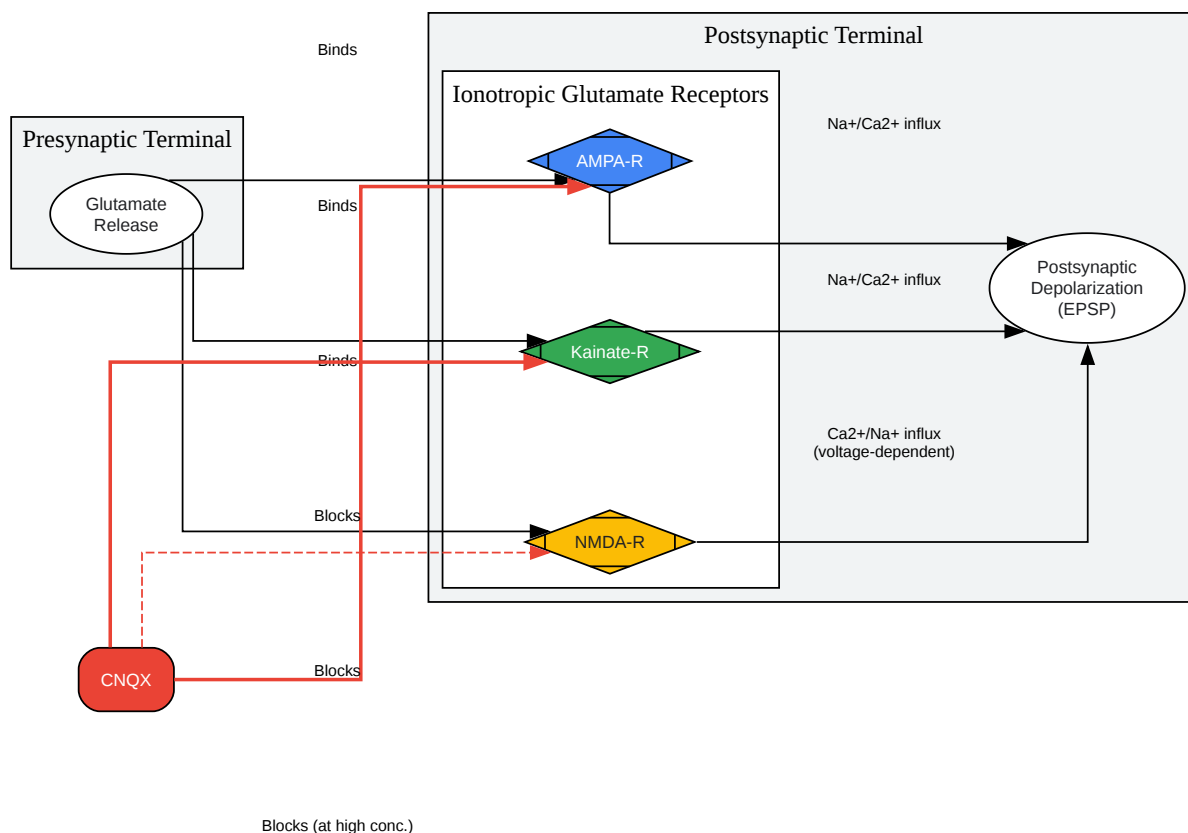 Postsynaptic Terminal
Binds
Ionotropic Glutamate Receptors
Na+/Ca2+ influx
Presynaptic Terminal
AMPA-R
Glutamate
Release
Binds
Postsynaptic
Depolarization
(EPSP)
Na+/Ca2+ influx
Kainate-R
Binds
Ca2+/Na+ influx
(voltage-dependent)
Blocks
NMDA-R
CNQX
Blocks
Blocks (at high conc.)